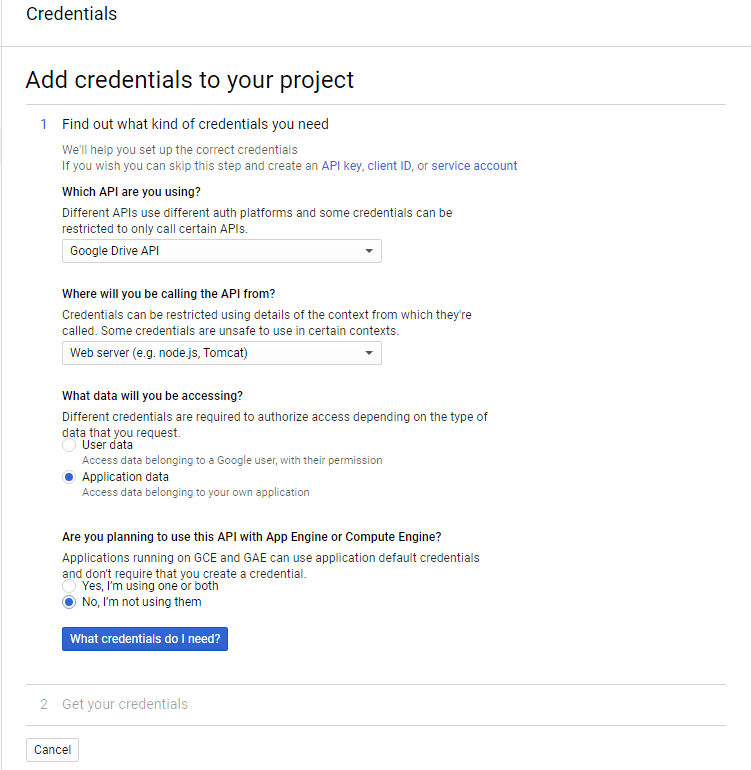 Credentials
Add credentials to your project
1 Find out what kind of credentials you need
We'll help you set up the correct credentials
If you wish you can skip this step and create an API key, client ID, or service account
Which API are you using?
Different APIs use different auth platforms and some credentials can be
restricted to only call certain APIs.
Google Drive API
Where will you be calling the API from?
Credentials can be restricted using details of the context from which they're
called. Some credentials are unsafe to use in certain contexts.
Web server (e.g. node.js, Tomcat)
What data will you be accessing?
Different credentials are required to authorize access depending on the type of
data that you request.
User data
Access data belonging to a Google user, with their permission
Application data
Access data belonging to your own application
Are you planning to use this API with App Engine or Compute Engine?
Applications running on GCE and GAE can use application default credentials
and don't require that you create a credential.
Yes, I'm using one or both
No, I'm not using them
What credentials do I need?
2 Get your credentials
Cancel